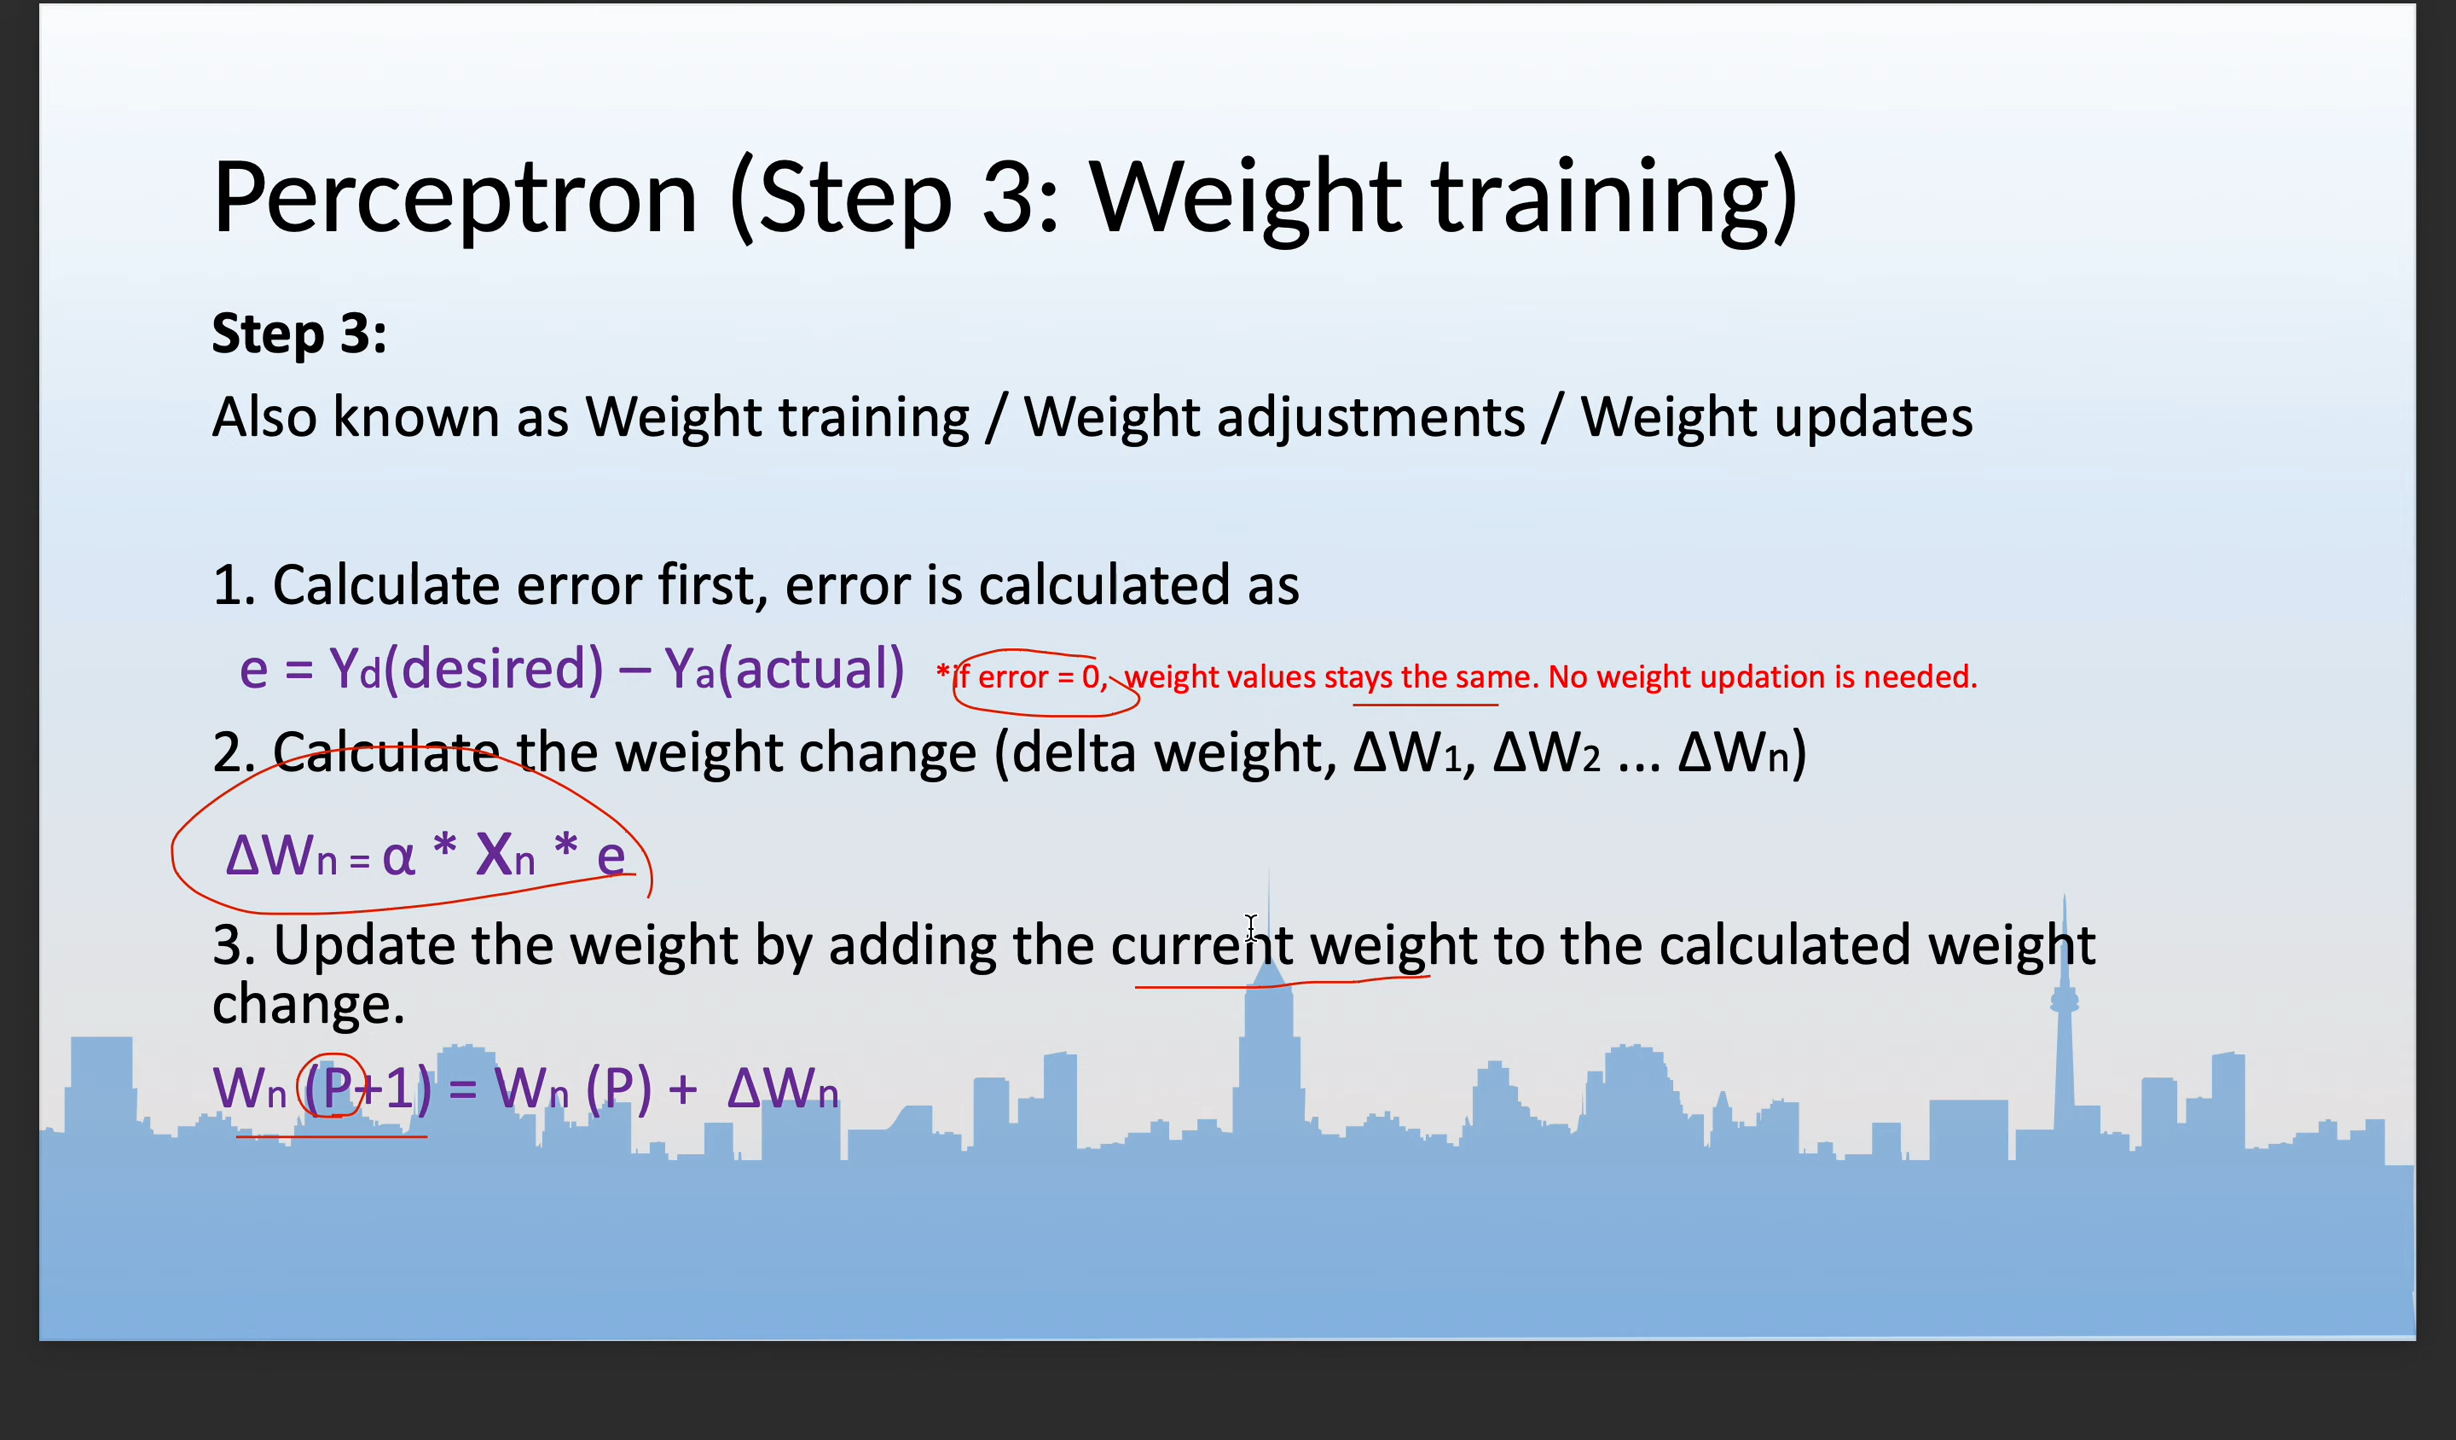 Perceptron (Step 3: Weight training)
Step 3:
Also known as Weight training / Weight adjustments / Weight updates
1. Calculate error first, error is calculated as
e = Yd(desired) – Ya(actual) *if error = 0, weight values stays the same. No weight updation is needed.
2. Calculate the weight change (delta weight, ΔW1, ΔW2 ... ΔWn)
ΔWn = α * Xn * e
3. Update the weight by adding the current weight to the calculated weight
change.
Wn (P+1) = Wn (P) + ΔWn